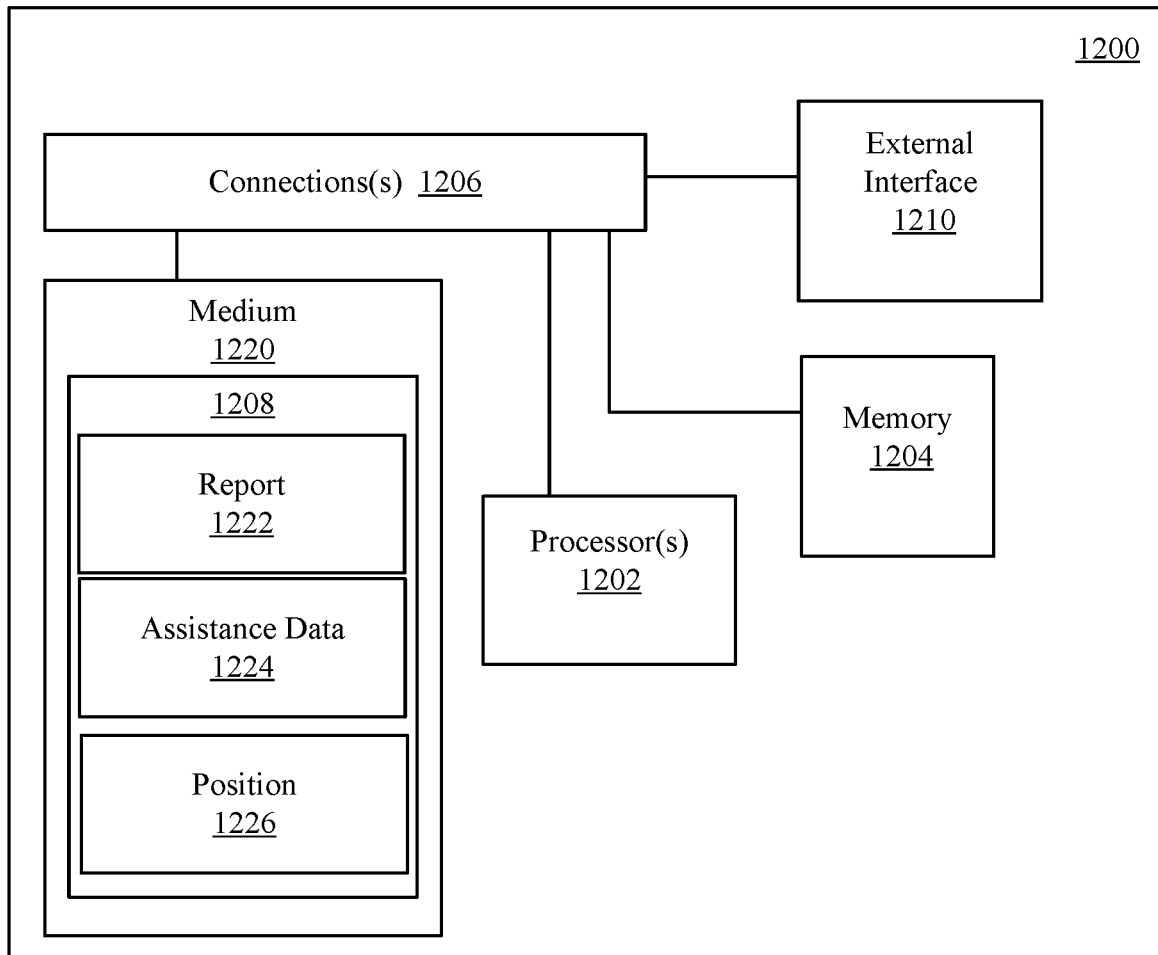 1200
Connections(s) 1206
External
Interface
1210
Medium
1220
1208
Report
1222
Assistance Data
1224
Position
1226
Processor(s)
1202
Memory
1204